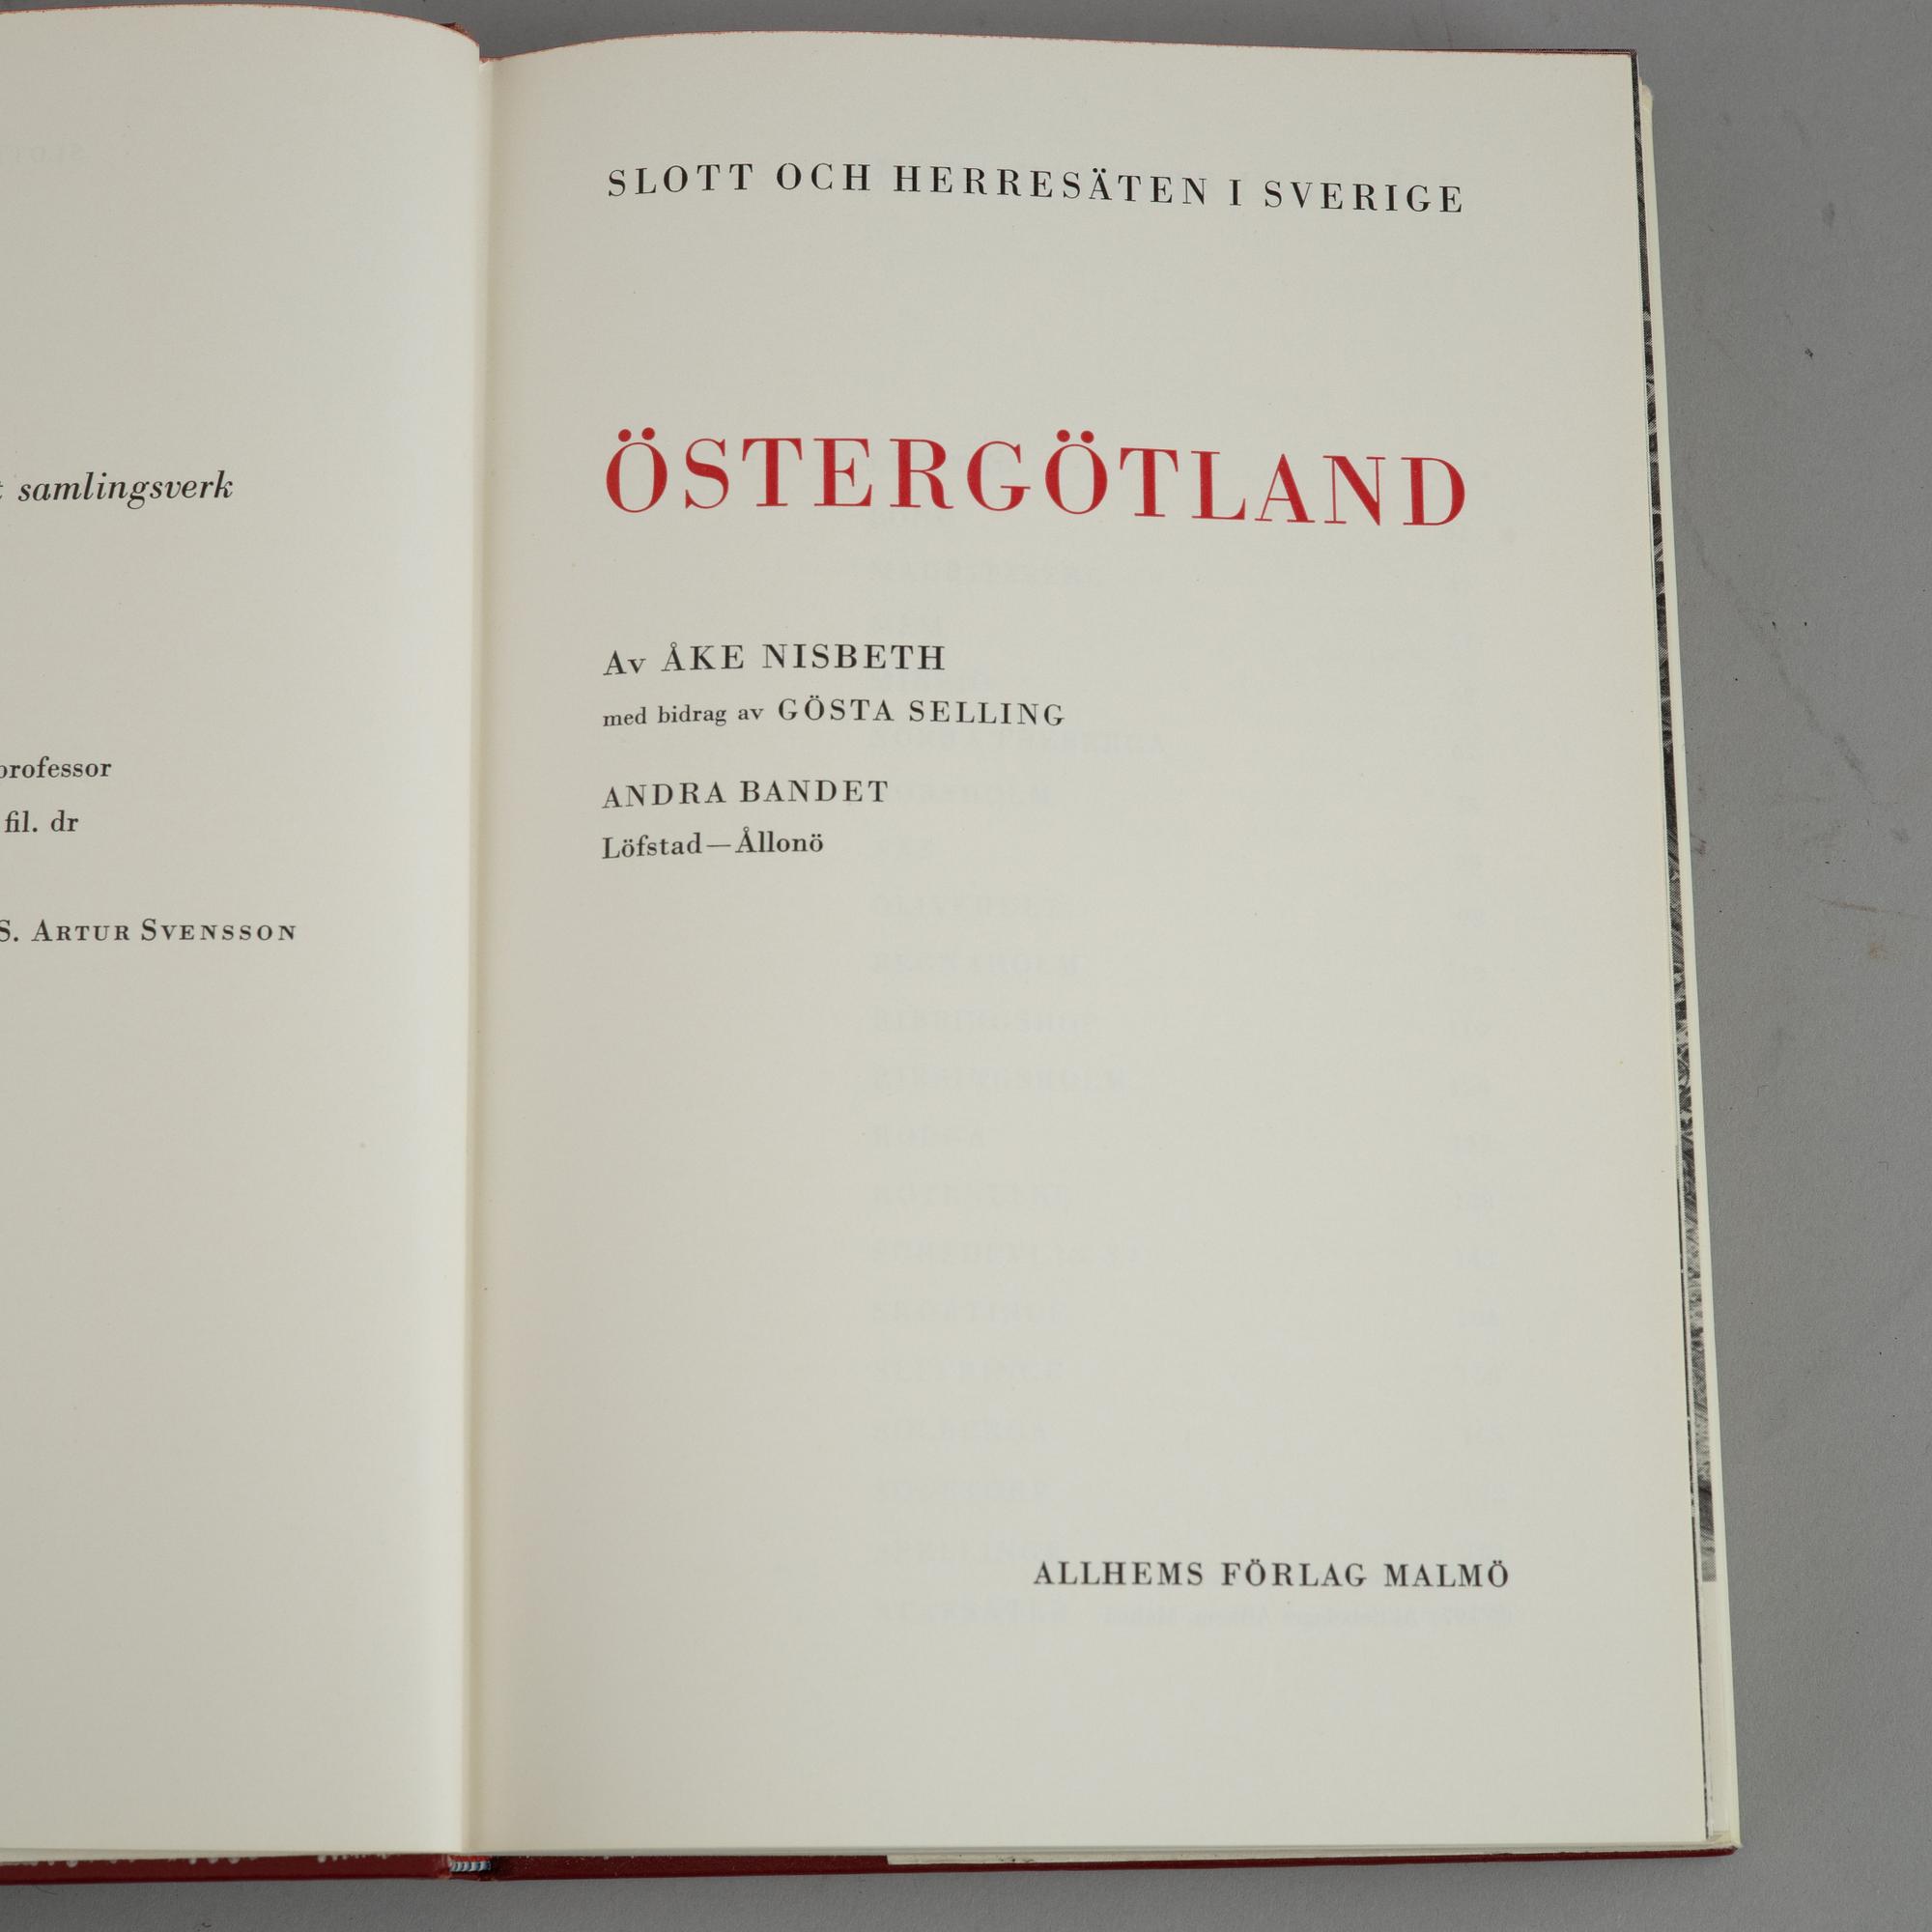 samlingsverk
professor
fil. dr
S. ARTUR SVENSSON
SLOTT OCH HERRESÄTEN I SVERIGE
ÖSTERGÖTLAND
Av ÅKE NISBETH
med bidrag av GÖSTA SELLING
ANDRA BANDET
Löfstad—Ållonö
ALLHEMS FÖRLAG MALMÖ